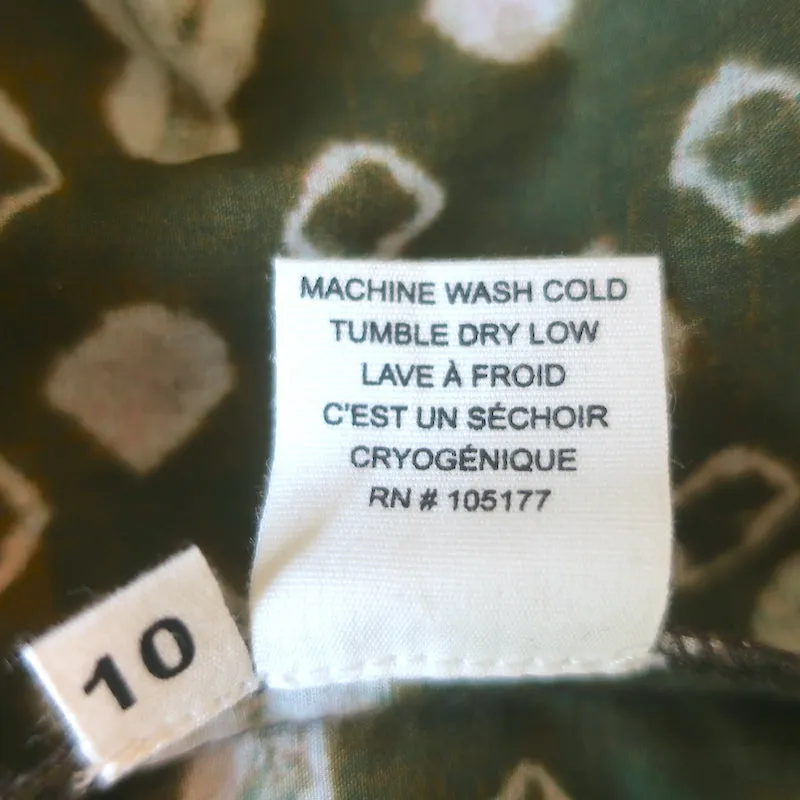 MACHINE WASH COLD
TUMBLE DRY LOW
LAVE À FROID
C'EST UN SÉCHOIR
CRYOGÉNIQUE
RN # 105177
10